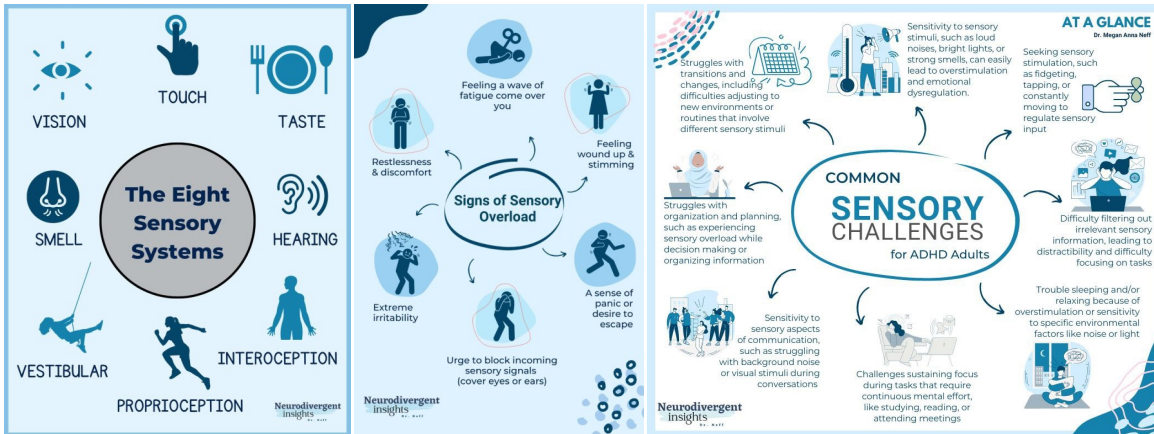 TOUCH
VISION
TASTE
The Eight
Sensory
Systems
SMELL
HEARING
VESTIBULAR
INTEROCEPTION
PROPRIOCEPTION
Neurodivergent
insights
Dr. Neff
Feeling a wave of
fatigue come over
you
Restlessness
& discomfort
Feeling
wound up &
stimming
Signs of Sensory
Overload
Extreme
irritability
A sense of
panic or
desire to
escape
Urge to block incoming
sensory signals
(cover eyes or ears)
Neurodivergent
insights
Dr. Neff
AT A GLANCE
Dr. Megan Anna Neff
Struggles with
transitions and
changes, including
difficulties adjusting to
new environments or
routines that involve
different sensory stimuli
Sensitivity to sensory
stimuli, such as loud
noises, bright lights, or
strong smells, can easily
lead to overstimulation
and emotional
dysregulation.
Seeking sensory
stimulation, such
as fidgeting,
tapping, or
constantly
moving to
regulate sensory
input
COMMON
SENSORY
CHALLENGES
for ADHD Adults
Struggles with
organization and planning,
such as experiencing
sensory overload while
decision making or
organizing information
Difficulty filtering out
irrelevant sensory
information, leading to
distractibility and difficulty
focusing on tasks
Sensitivity to
sensory aspects
of communication,
such as struggling
with background noise
or visual stimuli during
conversations
Challenges sustaining focus
during tasks that require
continuous mental effort,
like studying, reading, or
attending meetings
Trouble sleeping and/or
relaxing because of
overstimulation or sensitivity
to specific environmental
factors like noise or light
Neurodivergent
insights
Dr. Neff